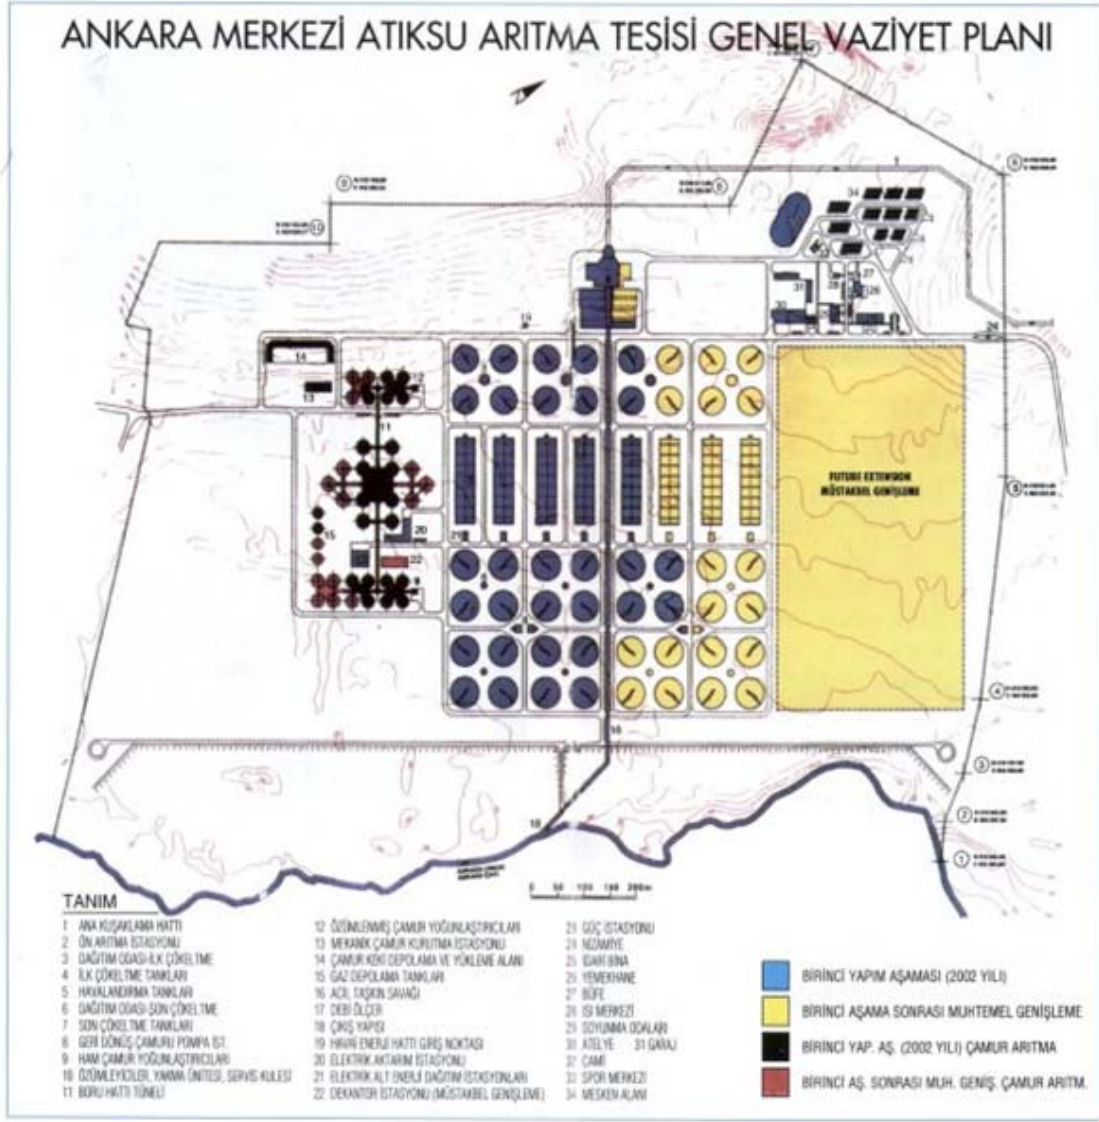 ANKARA MERKEZİ ATIKSU ARITMA TESİSİ GENEL VAZİYET PLANI
FUTURE EXTENSION
MÜSTAKBEL GENİŞLEME
TANIM
1 ANA KUŞAKLAMA HATTI
2 ÖN ARITMA İSTASYONU
3 DAĞITIM ODASI-İLK ÇÖKELTME
4 İLK ÇÖKELTME TANKLARI
5 HAVALANDIRMA TANKLARI
6 DAĞITIM ODASI-SON ÇÖKELTME
7 SON ÇÖKELTME TANKLARI
8 GERİ DÖNÜŞ ÇAMURU POMPA İST.
9 HAM ÇAMUR YOĞUNLAŞTIRICILARI
10 ÖZÜMLEYİCİLER, YAKMA ÜNİTESİ, SERVİS KULESİ
11 BORU HATTI TÜNELİ
12 ÖZÜMLENMİŞ ÇAMUR YOĞUNLAŞTIRICILARI
13 MEKANİK ÇAMUR KURUTMA İSTASYONU
14 ÇAMUR KEKİ DEPOLAMA VE YÜKLEME ALANI
15 GAZ DEPOLAMA TANKLARI
16 ACİL TAŞKIN SAVAĞI
17 DEBİ ÖLÇER
18 ÇIKIŞ YAPISI
19 HAVAİ ENERJİ HATTI GİRİŞ NOKTASI
20 ELEKTRİK AKTARIM İSTASYONU
21 ELEKTRİK ALT ENERJİ DAĞITIM İSTASYONLARI
22 DEKANTÖR İSTASYONU (MÜSTAKBEL GENİŞLEME)
GÜÇ İSTASYONU
NİZAMİYE
İDARİ BİNA
YEMEKHANE
27 BÜFE
28 ISI MERKEZİ
29 SOYUNMA ODALARI
30 ATELYE 31 GARAJ
32 CAMİ
33 SPOR MERKEZİ
34 MESKEN ALANI
0 50 100 150 200m
BİRİNCİ YAPIM AŞAMASI (2002 YILI)
BİRİNCİ AŞAMA SONRASI MUHTEMEL GENİŞLEME
BİRİNCİ YAP. AŞ. (2002 YILI) ÇAMUR ARITMA
BİRİNCİ AŞ. SONRASI MUH. GENİŞ. ÇAMUR ARITM.